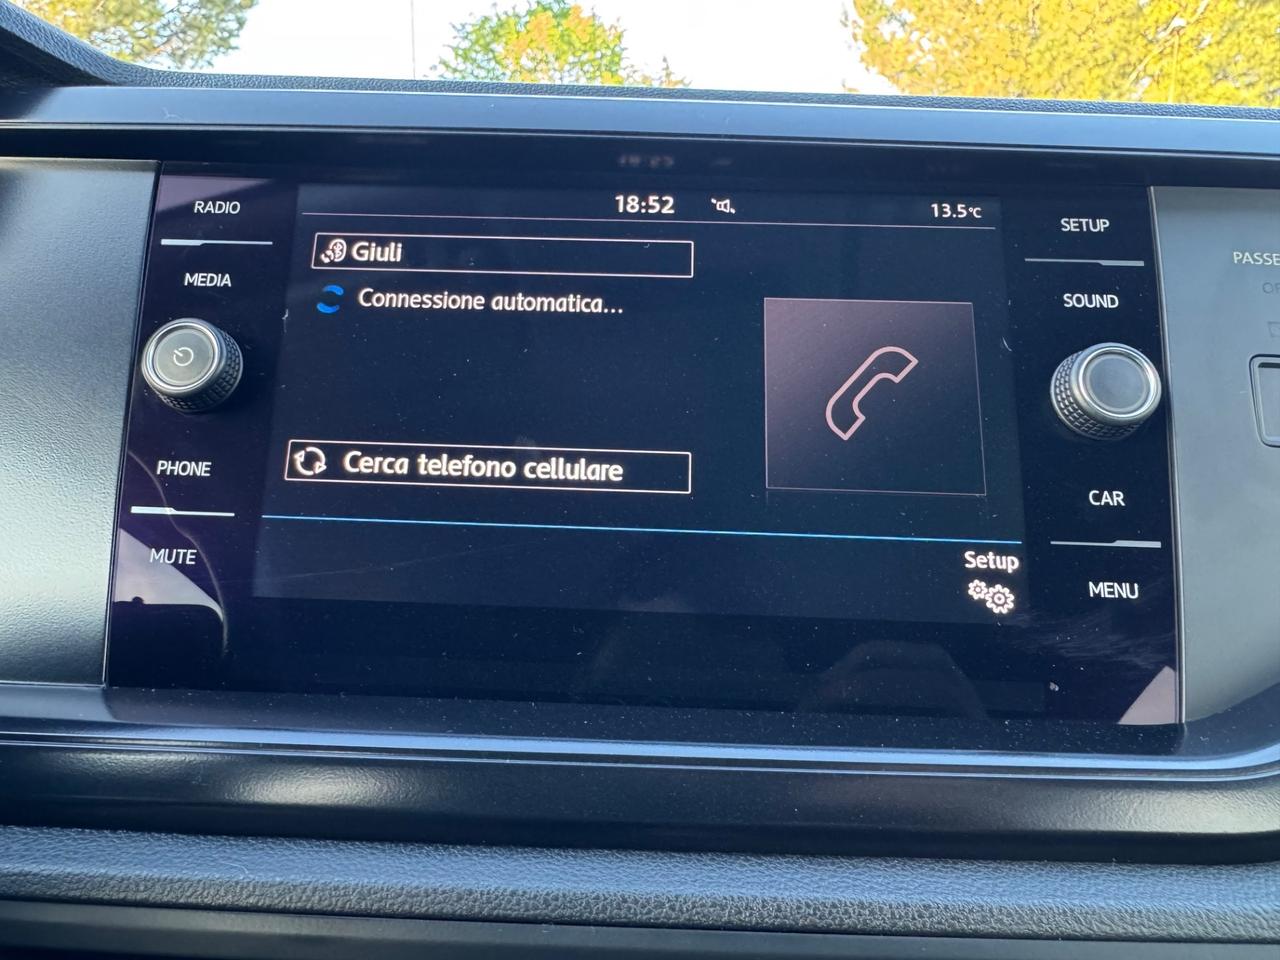 RADIO
MEDIA
PHONE
MUTE
18:52
13.5°C
Giuli
Connessione automatica...
Cerca telefono cellulare
Setup
SETUP
SOUND
CAR
MENU
PASSE